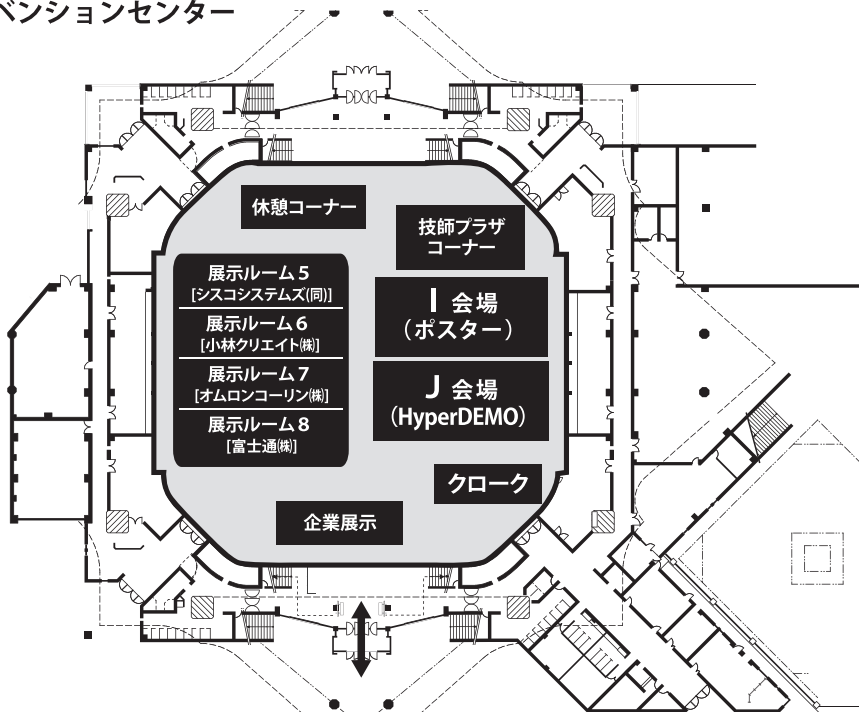 ベンションセンター
休憩コーナー
技師プラザ
コーナー
展示ルーム5
[シスコシステムズ(同)]
展示ルーム6
[小林クリエイト㈱]
展示ルーム7
[オムロンコーリン㈱]
展示ルーム8
[富士通㈱]
I 会場
(ポスター)
J 会場
(HyperDEMO)
クローク
企業展示